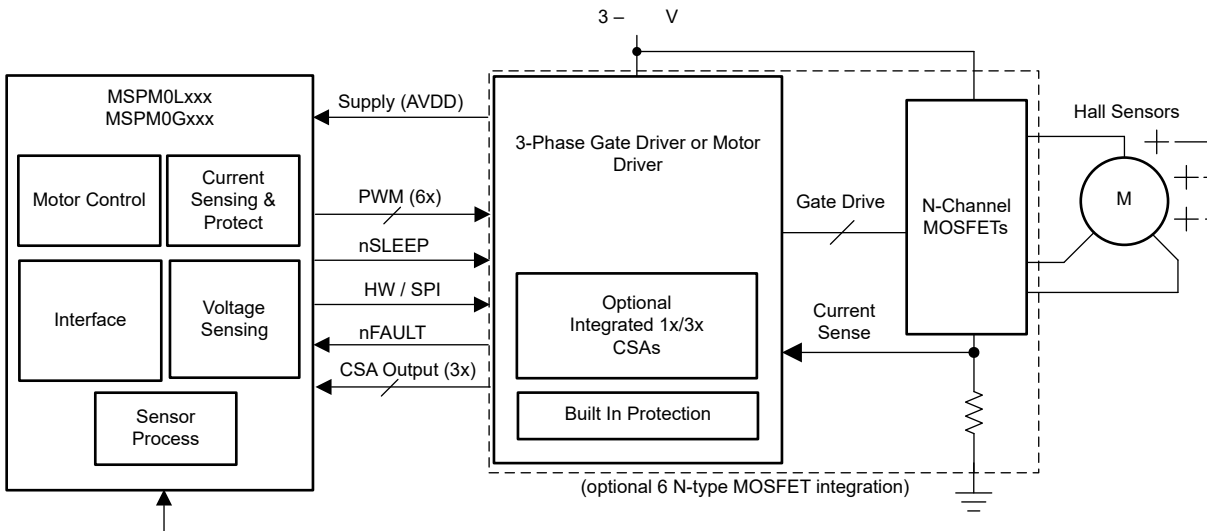 3 – V
MSPM0Lxxx
MSPM0Gxxx
Motor Control
Current
Sensing &
Protect
Interface
Voltage
Sensing
Sensor
Process
Supply (AVDD)
PWM (6x)
nSLEEP
HW / SPI
nFAULT
CSA Output (3x)
3-Phase Gate Driver or Motor
Driver
Optional
Integrated 1x/3x
CSAs
Built In Protection
Gate Drive
Current
Sense
N-Channel
MOSFETs
Hall Sensors
M
(optional 6 N-type MOSFET integration)